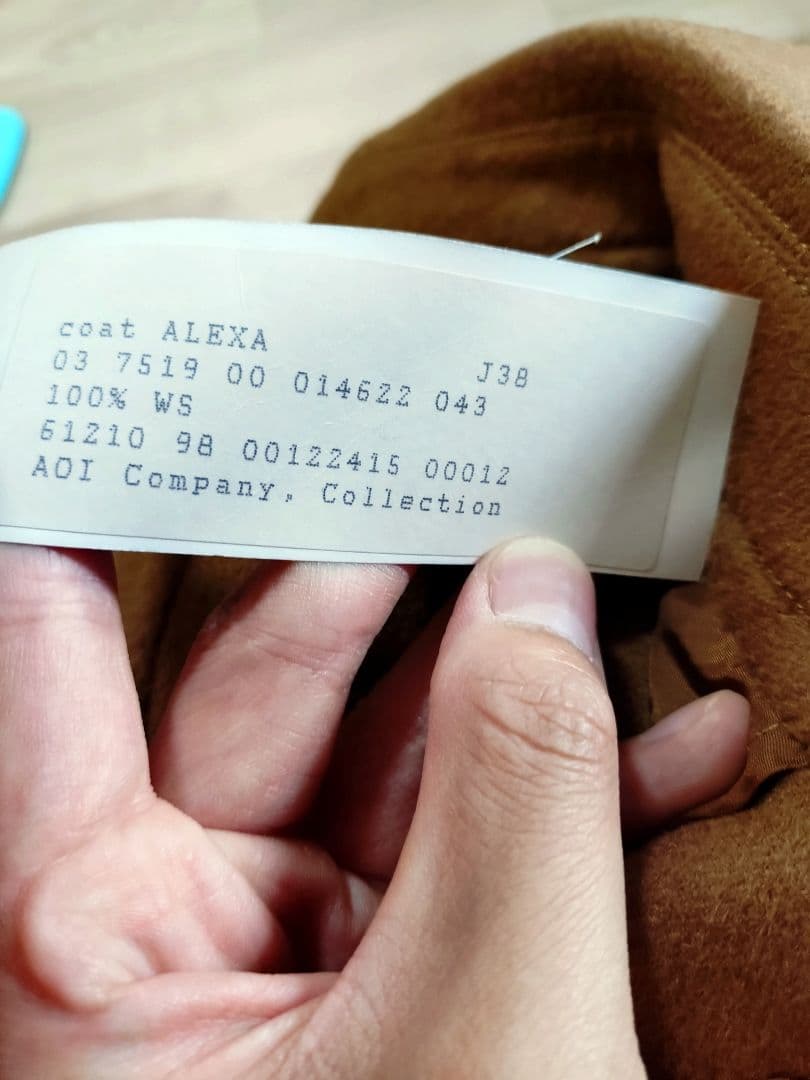 coat ALEXA
J38
03 7519 00 014622 043
100% WS
61210 98 00122415 00012
AOI Company, Collection